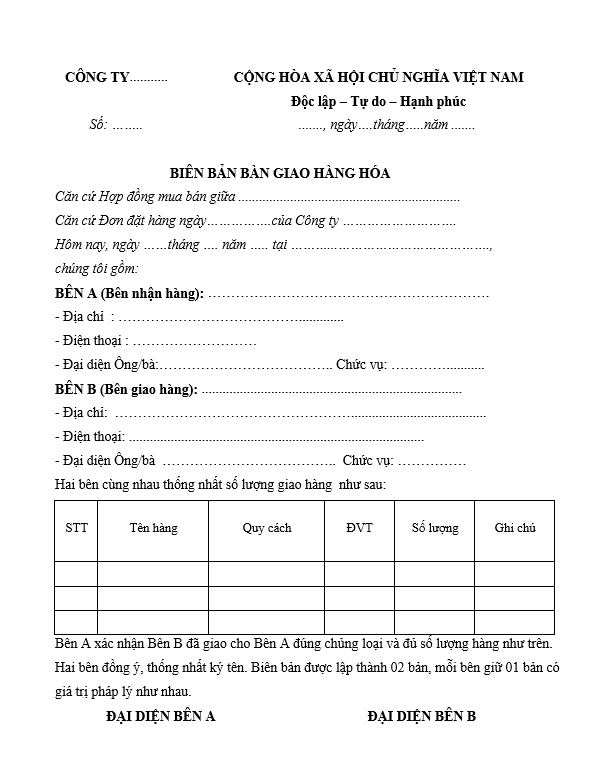 CÔNG TY........... CỘNG HÒA XÃ HỘI CHỦ NGHĨA VIỆT NAM
Độc lập – Tự do – Hạnh phúc
Số: …….. ......., ngày....tháng.....năm .......
BIÊN BẢN BÀN GIAO HÀNG HÓA
Căn cứ Hợp đồng mua bán giữa ................................................................
Căn cứ Đơn đặt hàng ngày…………….của Công ty ……………………….
Hôm nay, ngày ……tháng …. năm ….. tại ………..…………………………………,
chúng tôi gồm:
BÊN A (Bên nhận hàng): ……………………………………………………
- Địa chỉ : …………………………………..............
- Điện thoại : ………………………
- Đại diện Ông/bà:……………………………….. Chức vụ: …………...........
BÊN B (Bên giao hàng): ...........................................................................
- Địa chỉ: ………………………………………………........................................
- Điện thoại: .....................................................................................
- Đại diện Ông/bà ………………………………. Chức vụ: ……………
Hai bên cùng nhau thống nhất số lượng giao hàng như sau:
STT Tên hàng Quy cách ĐVT Số lượng Ghi chú
Bên A xác nhận Bên B đã giao cho Bên A đúng chủng loại và đủ số lượng hàng như trên.
Hai bên đồng ý, thống nhất ký tên. Biên bản được lập thành 02 bản, mỗi bên giữ 01 bản có
giá trị pháp lý như nhau.
ĐẠI DIỆN BÊN A ĐẠI DIỆN BÊN B